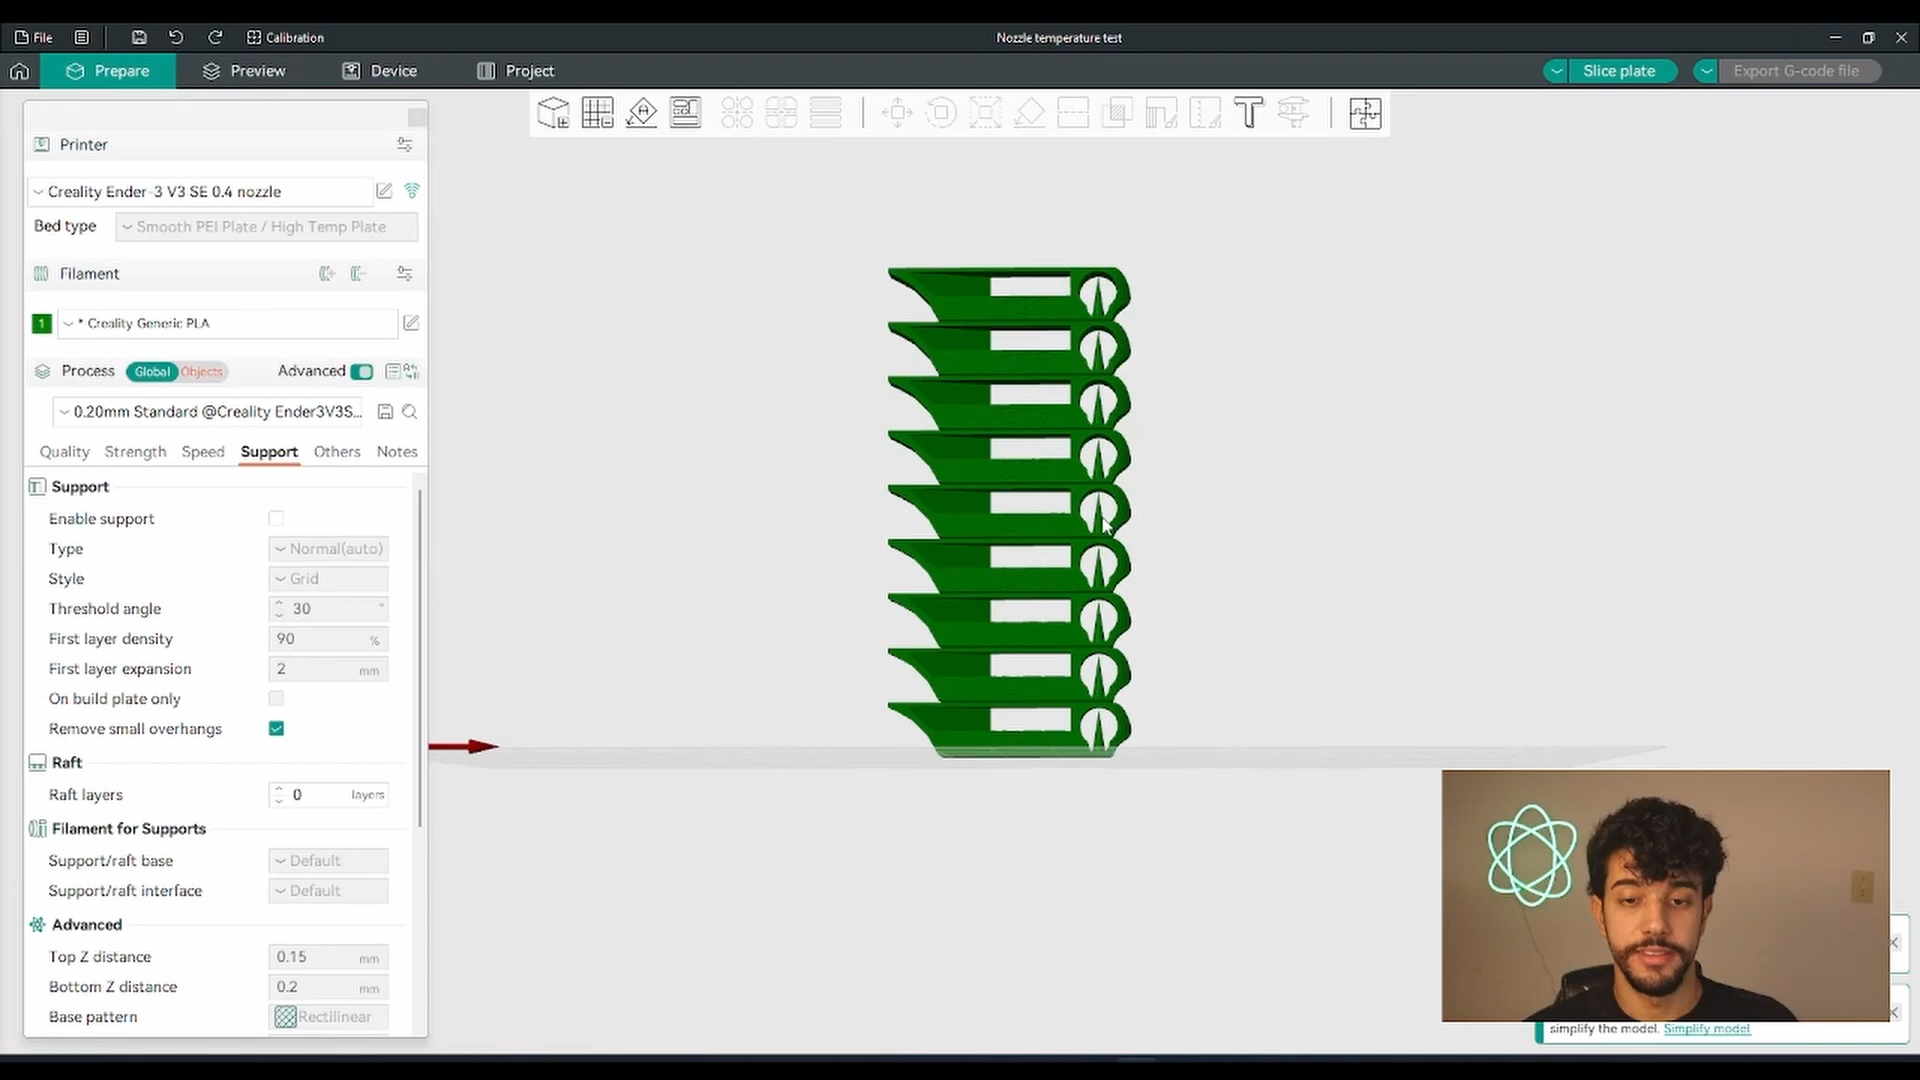 File
Calibration
Nozzle temperature test
Prepare
Preview
Device
Project
Slice plate
Export G-code file
Printer
Creality Ender-3 V3 SE 0.4 nozzle
Bed type
Smooth PEI Plate / High Temp Plate
Filament
1
* Creality Generic PLA
Process
Global
Objects
Advanced
0.20mm Standard @Creality Ender3V3S...
Quality
Strength
Speed
Support
Others
Notes
Support
Enable support
Type
Normal(auto)
Style
Grid
Threshold angle
30 °
First layer density
90 %
First layer expansion
2 mm
On build plate only
Remove small overhangs
Raft
Raft layers
0 layers
Filament for Supports
Support/raft base
Default
Support/raft interface
Default
Advanced
Top Z distance
0.15 mm
Bottom Z distance
0.2 mm
Base pattern
Rectilinear
simplify the model. Simplify model